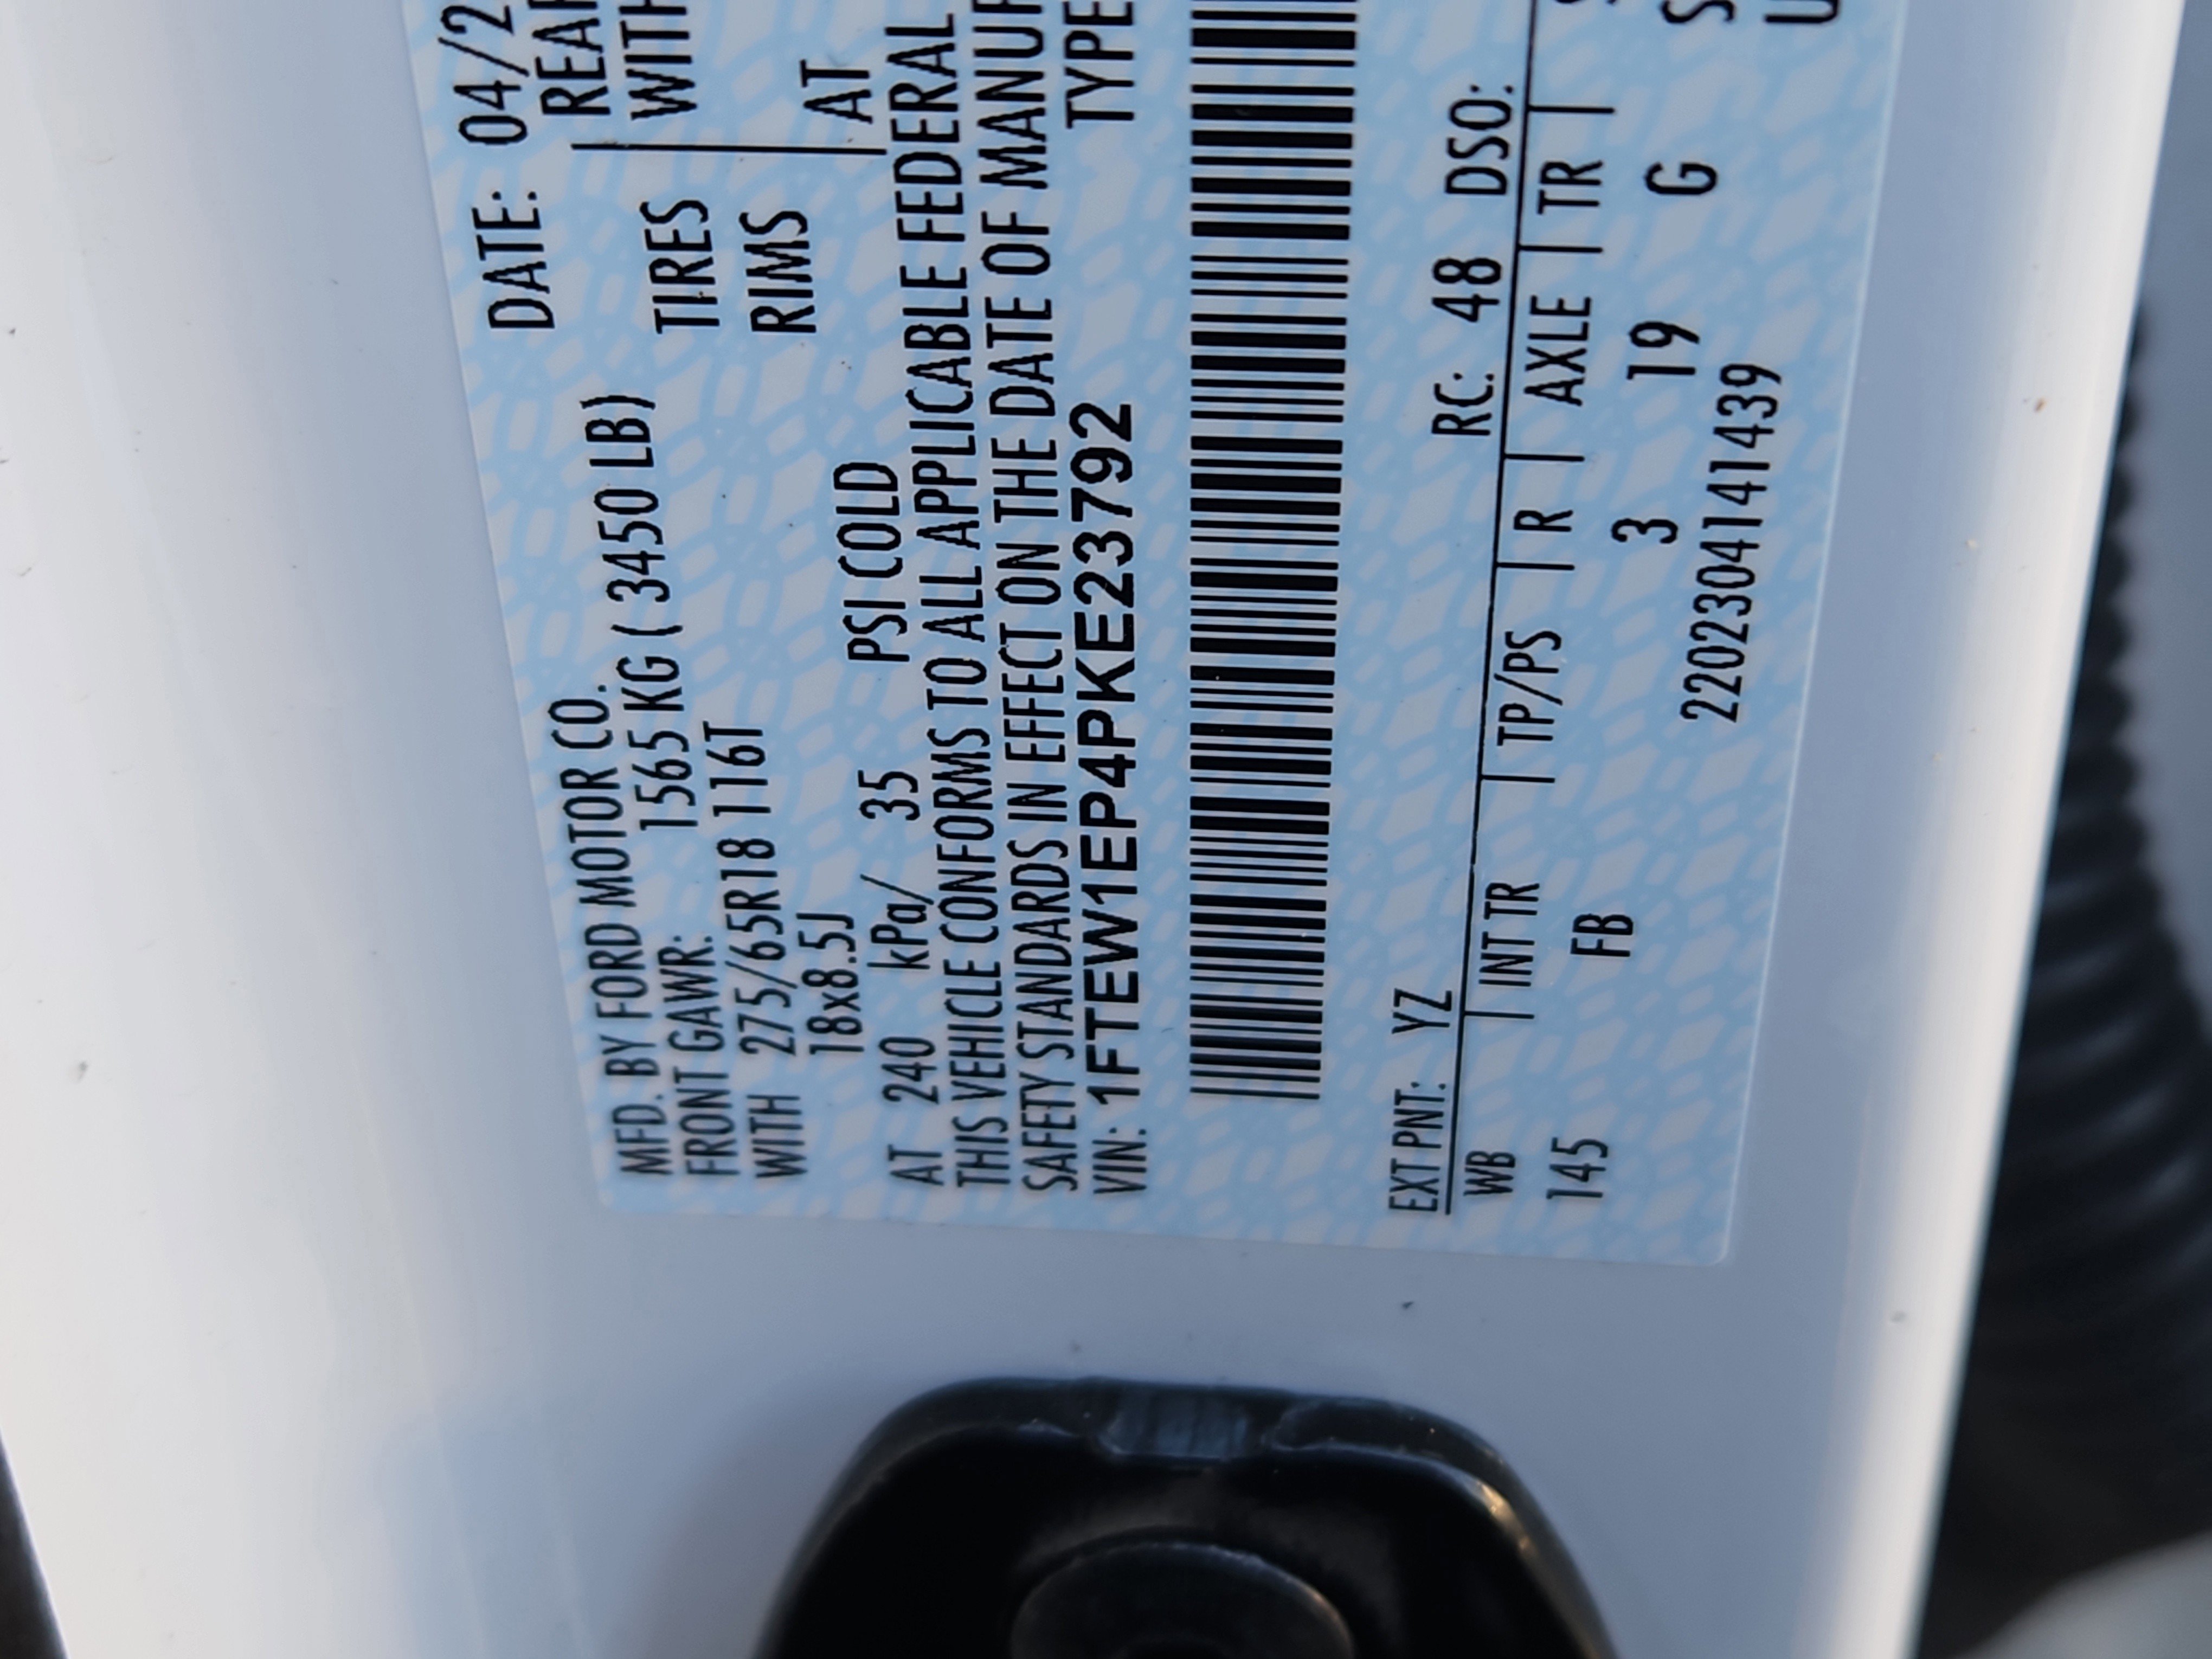 MFD. BY FORD MOTOR CO. DATE: 04/2
FRONT GAWR: 1565 KG ( 3450 LB) REAR
WITH 275/65R18 116T TIRES WITH
18x8.5J RIMS
AT 240 kPa/ 35 PSI COLD AT
THIS VEHICLE CONFORMS TO ALL APPLICABLE FEDERAL
SAFETY STANDARDS IN EFFECT ON THE DATE OF MANUF
VIN: 1FTEW1EP4PKE23792 TYPE
EXT PNT: YZ RC: 48 DSO:
WB | INT TR | TP/PS | R | AXLE | TR |
145 FB 3 19 G
2202304141439